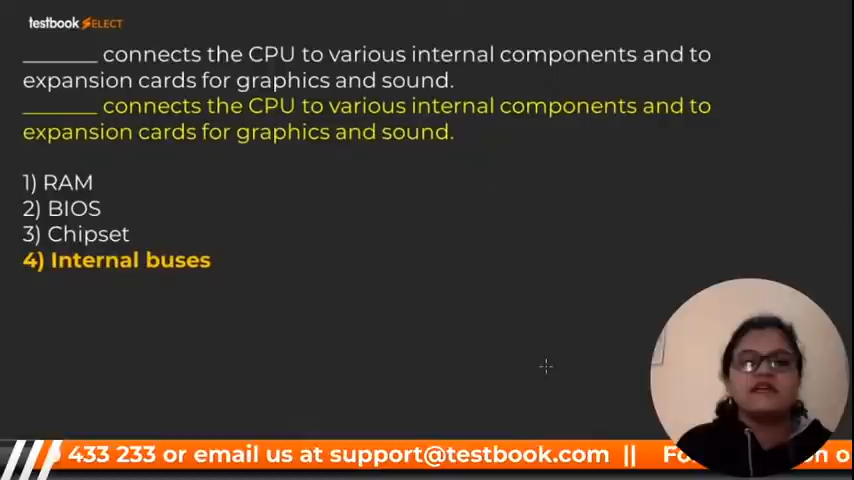 testbook SELECT
_______ connects the CPU to various internal components and to
expansion cards for graphics and sound.
_______ connects the CPU to various internal components and to
expansion cards for graphics and sound.
1) RAM
2) BIOS
3) Chipset
4) Internal buses
433 233 or email us at support@testbook.com ||